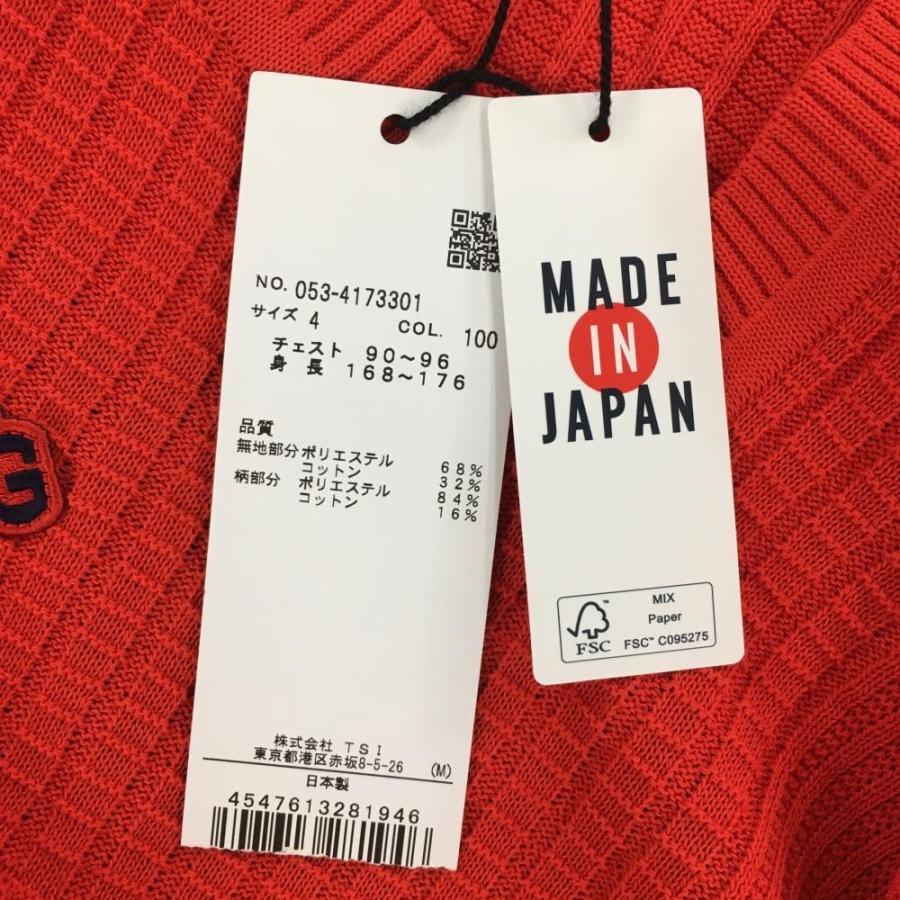 NO. 053-4173301
サイズ 4 COL. 100
チェスト 90～96
身長 168～176
品質
無地部分 ポリエステル 68%
コットン 32%
柄部分 ポリエステル 84%
コットン 16%
株式会社 TSI
東京都港区赤坂8-5-26 (M)
日本製
4547613281946
MADE
IN
JAPAN
FSC™
MIX
Paper
FSC™ C095275
G